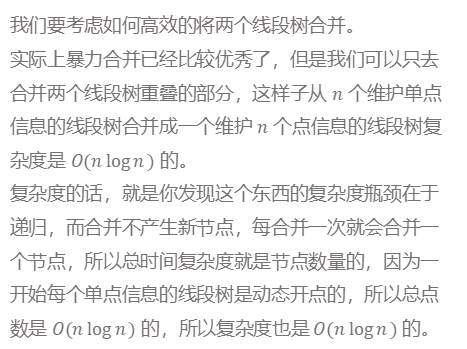 我们要考虑如何高效的将两个线段树合并。
实际上暴力合并已经比较优秀了，但是我们可以只去
合并两个线段树重叠的部分，这样子从 n 个维护单点
信息的线段树合并成一个维护 n 个点信息的线段树复
杂度是 O(n log n) 的。
复杂度的话，就是你发现这个东西的复杂度瓶颈在于
递归，而合并不产生新节点，每合并一次就会合并一
个节点，所以总时间复杂度就是节点数量的，因为一
开始每个单点信息的线段树是动态开点的，所以总点
数是 O(n log n) 的，所以复杂度也是 O(n log n) 的。